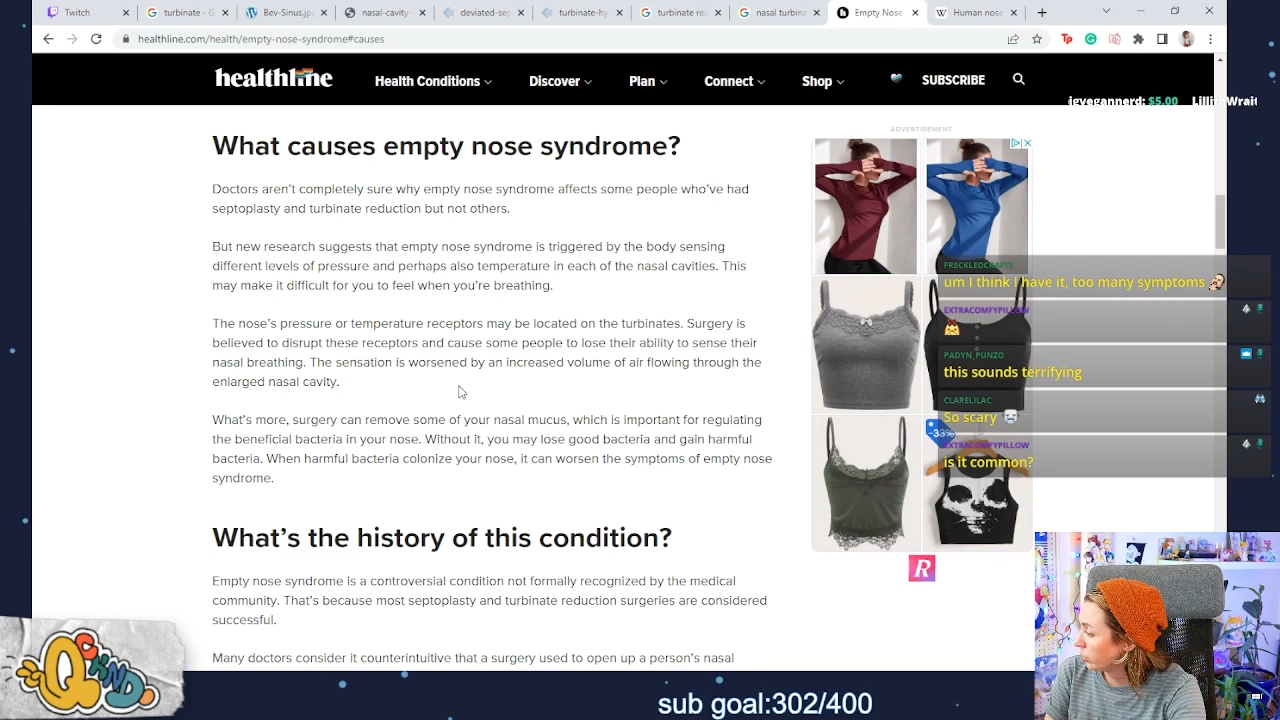 Twitch
turbinate - G
Bev-Sinus.jp
nasal-cavity
deviated-sep
turbinate-hy
turbinate red
nasal turbina
Empty Nose
Human nose
healthline.com/health/empty-nose-syndrome#causes
healthline
Health Conditions
Discover
Plan
Connect
Shop
SUBSCRIBE
igvegannerd: $5.00
ADVERTISEMENT
What causes empty nose syndrome?
Doctors aren't completely sure why empty nose syndrome affects some people who've had
septoplasty and turbinate reduction but not others.
But new research suggests that empty nose syndrome is triggered by the body sensing
different levels of pressure and perhaps also temperature in each of the nasal cavities. This
may make it difficult for you to feel when you're breathing.
The nose's pressure or temperature receptors may be located on the turbinates. Surgery is
believed to disrupt these receptors and cause some people to lose their ability to sense their
nasal breathing. The sensation is worsened by an increased volume of air flowing through the
enlarged nasal cavity.
What's more, surgery can remove some of your nasal mucus, which is important for regulating
the beneficial bacteria in your nose. Without it, you may lose good bacteria and gain harmful
bacteria. When harmful bacteria colonize your nose, it can worsen the symptoms of empty nose
syndrome.
What's the history of this condition?
Empty nose syndrome is a controversial condition not formally recognized by the medical
community. That's because most septoplasty and turbinate reduction surgeries are considered
successful.
Many doctors consider it counterintuitive that a surgery used to open up a person's nasal
FRECKLEDCRAFTS
um I think I have it, too many symptoms
EXTRACOMFYPILLOW
PADYN_PUNZO
this sounds terrifying
CLARELILAC
So scary
-33%
EXTRACOMFYPILLOW
is it common?
R
QCKND
sub goal:302/400